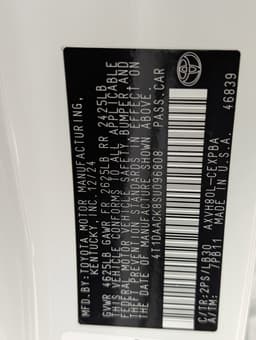 MFD.BY:TOYOTA MOTOR MANUFACTURING,
KENTUCKY, INC. 12/24
GVWR 4625LB GAWR FR 2625LB RR 2425LB
THIS VEHICLE CONFORMS TO ALL APPLICABLE
FEDERAL MOTOR VEHICLE SAFETY, BUMPER AND
THEFT PREVENTION STANDARDS IN EFFECT ON
THE DATE OF MANUFACTURE SHOWN ABOVE.
4T1DAACK8SU096808 PASS.CAR
C/TR:2PS/LB30 AXVH80L-CEXPBA
A/TM: 7PB11 MADE IN U.S.A. 46839